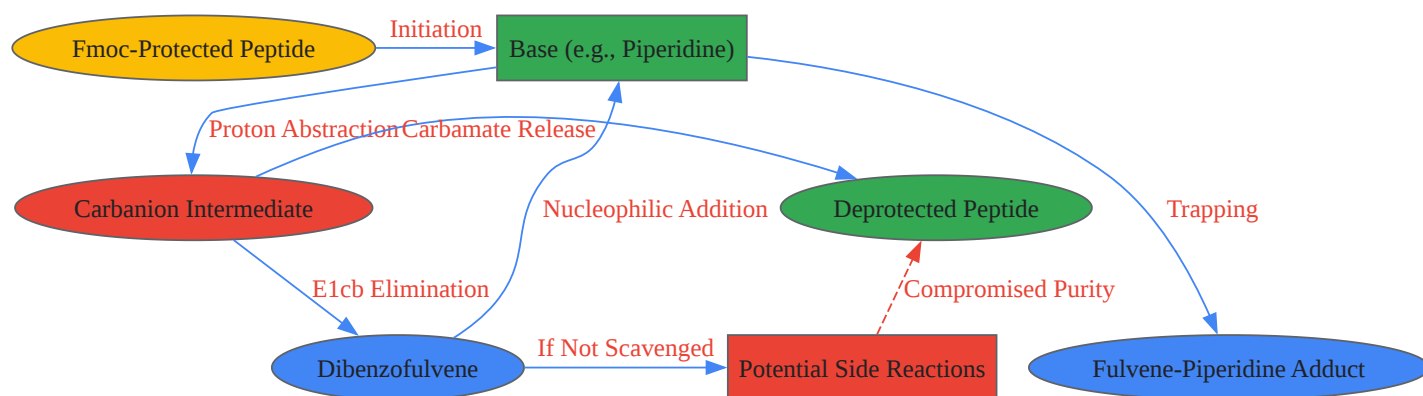 Initiation
Fmoc-Protected Peptide
Base (e.g., Piperidine)
Proton Abstraction
Carbamate Release
Carbanion Intermediate
Nucleophilic Addition
Deprotected Peptide
Trapping
E1cb Elimination
Compromised Purity
If Not Scavenged
Dibenzofulvene
Potential Side Reactions
Fulvene-Piperidine Adduct